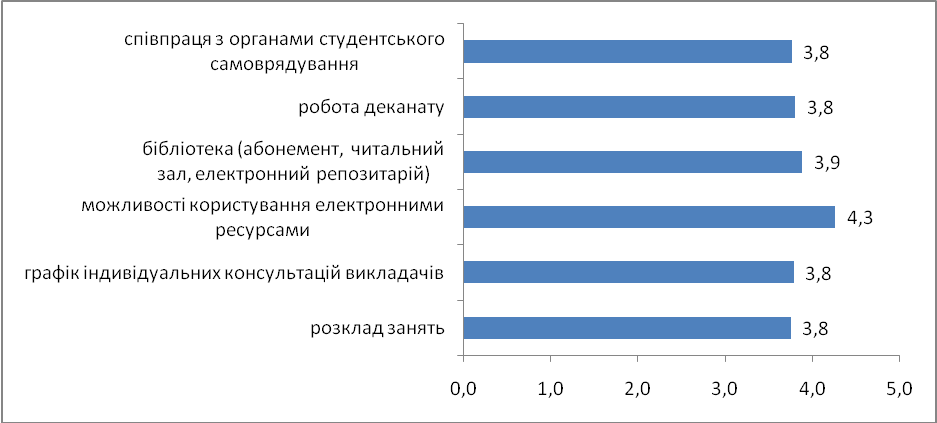 співпраця з органами студентського
самоврядування
3,8
робота деканату
3,8
бібліотека (абонемент, читальний
зал, електронний репозитарій)
3,9
можливості користування електронними
ресурсами
4,3
графік індивідуальних консультацій викладачів
3,8
розклад занять
3,8
0,0 1,0 2,0 3,0 4,0 5,0